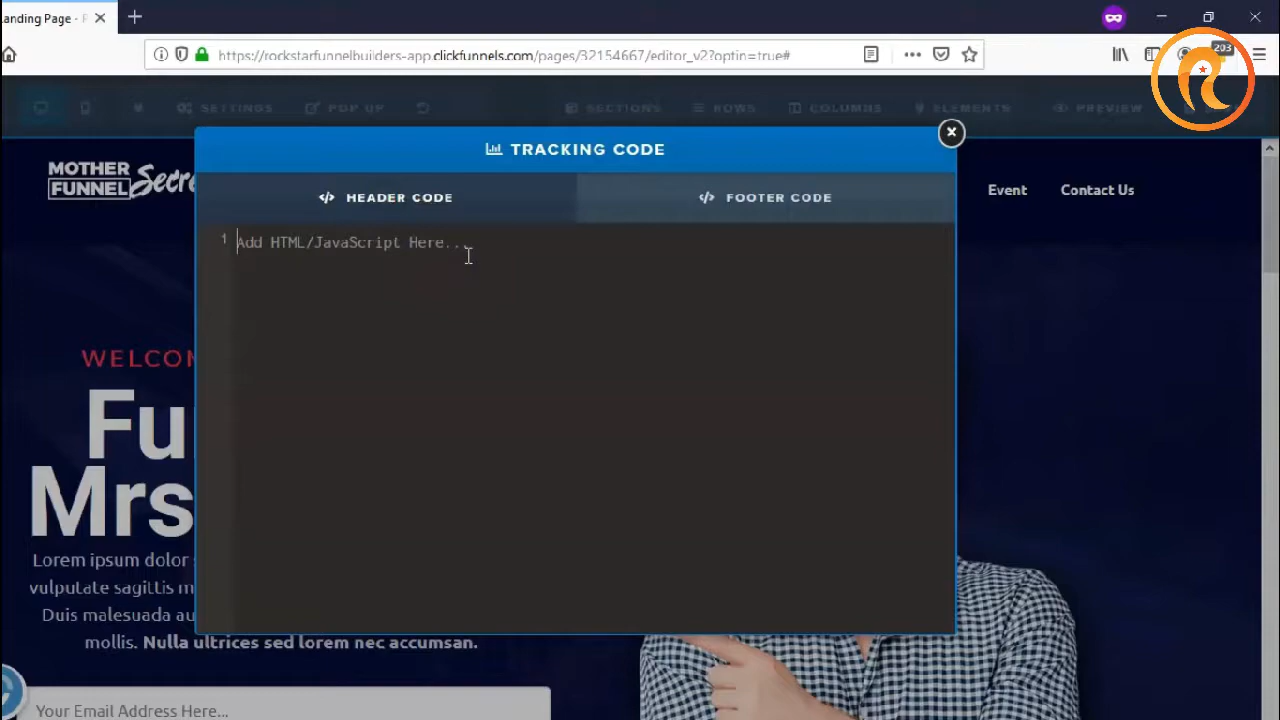 Landing Page -
https://rockstarfunnelbuilders-app.clickfunnels.com/pages/32154667/editor_v2?optin=true#
203
SETTINGS POP UP SECTIONS ROWS COLUMNS ELEMENTS PREVIEW
TRACKING CODE
HEADER CODE FOOTER CODE
1 Add HTML/JavaScript Here...
MOTHER
FUNNEL
Event Contact Us
WELCOM
Fu
Mrs
Lorem ipsum dolor
vulputate sagittis m
Duis malesuada au
mollis. Nulla ultrices sed lorem nec accumsan.
Your Email Address Here...